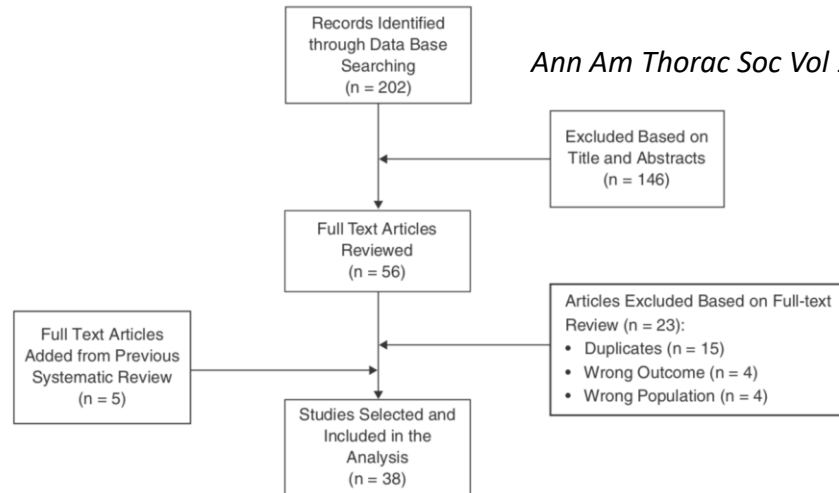 Records Identified
through Data Base
Searching
(n = 202)
Ann Am Thorac Soc Vol
Excluded Based on
Title and Abstracts
(n = 146)
Full Text Articles
Reviewed
(n = 56)
Articles Excluded Based on Full-text
Review (n = 23):
• Duplicates (n = 15)
• Wrong Outcome (n = 4)
• Wrong Population (n = 4)
Full Text Articles
Added from Previous
Systematic Review
(n = 5)
Studies Selected and
Included in the
Analysis
(n = 38)